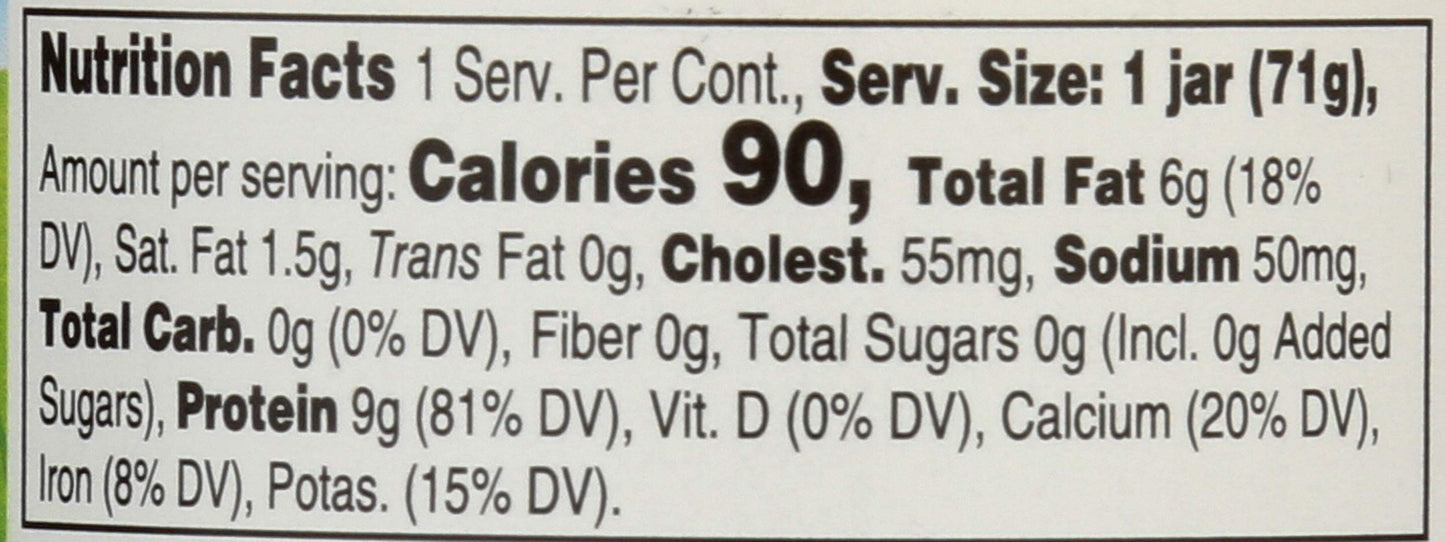 Nutrition Facts 1 Serv. Per Cont., Serv. Size: 1 jar (71g),
Amount per serving: Calories 90, Total Fat 6g (18%
DV), Sat. Fat 1.5g, Trans Fat 0g, Cholest. 55mg, Sodium 50mg,
Total Carb. 0g (0% DV), Fiber 0g, Total Sugars 0g (Incl. 0g Added
Sugars), Protein 9g (81% DV), Vit. D (0% DV), Calcium (20% DV),
Iron (8% DV), Potas. (15% DV).